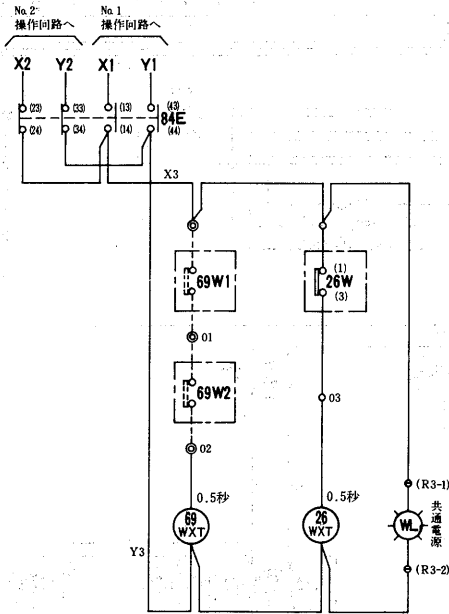 No.2
操作回路へ
No.1
操作回路へ
X2 Y2 X1 Y1
(23) (33) (13) (43)
84E
(24) (34) (14) (44)
X3
69W1
(1)
26W
(3)
01
69W2
03
02
(R3-1)
0.5秒
0.5秒
69
WXT
26
WXT
WL
共通電源
Y3
(R3-2)